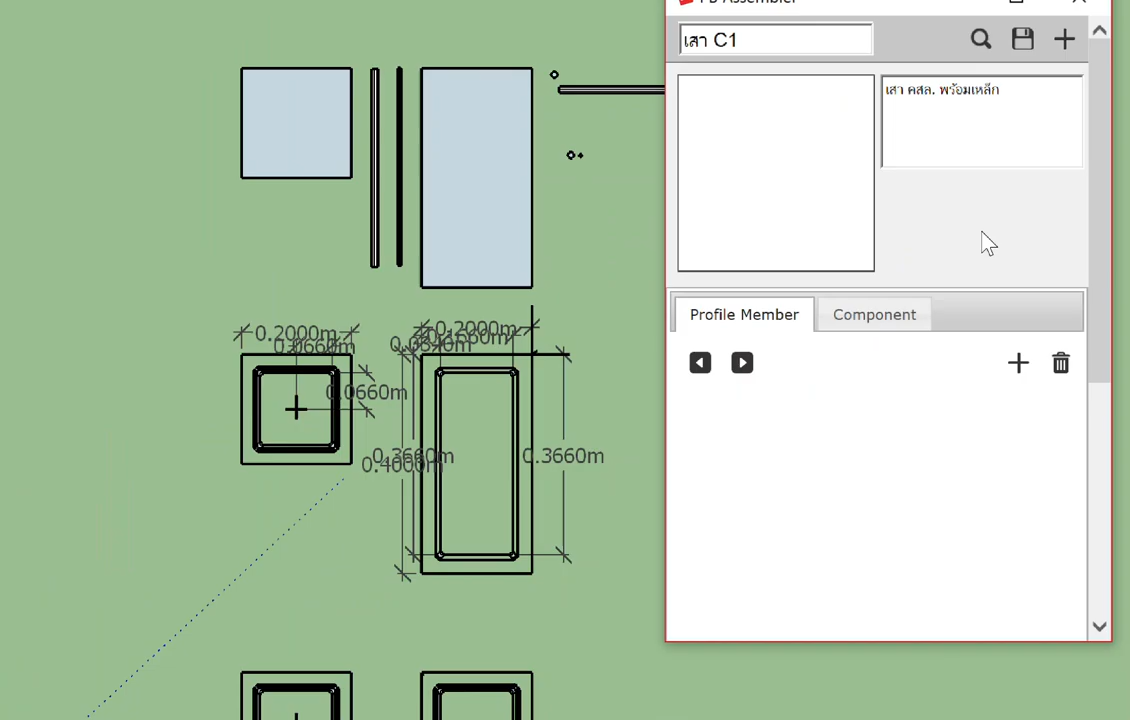 PB Assembler
เสา C1
เสา คสล. พร้อมเหล็ก
Profile Member
Component
0.2000m
0.0660m
0.0660m
0.2000m
0.3660m
0.4000m
0.3660m